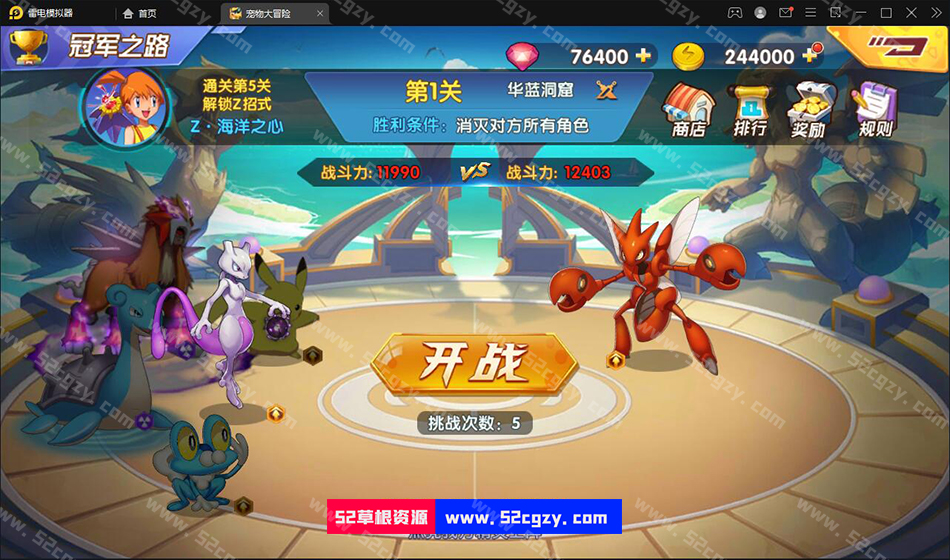 雷电模拟器
首页
宠物大冒险
冠军之路
76400
244000
通关第5关
解锁Z招式
Z·海洋之心
第1关
华蓝洞窟
胜利条件：消灭对方所有角色
商店
排行
奖励
规则
战斗力:11990
VS
战斗力: 12403
开战
挑战次数: 5
52草根资源
www.52cgzy.com
www.52cgzy.com